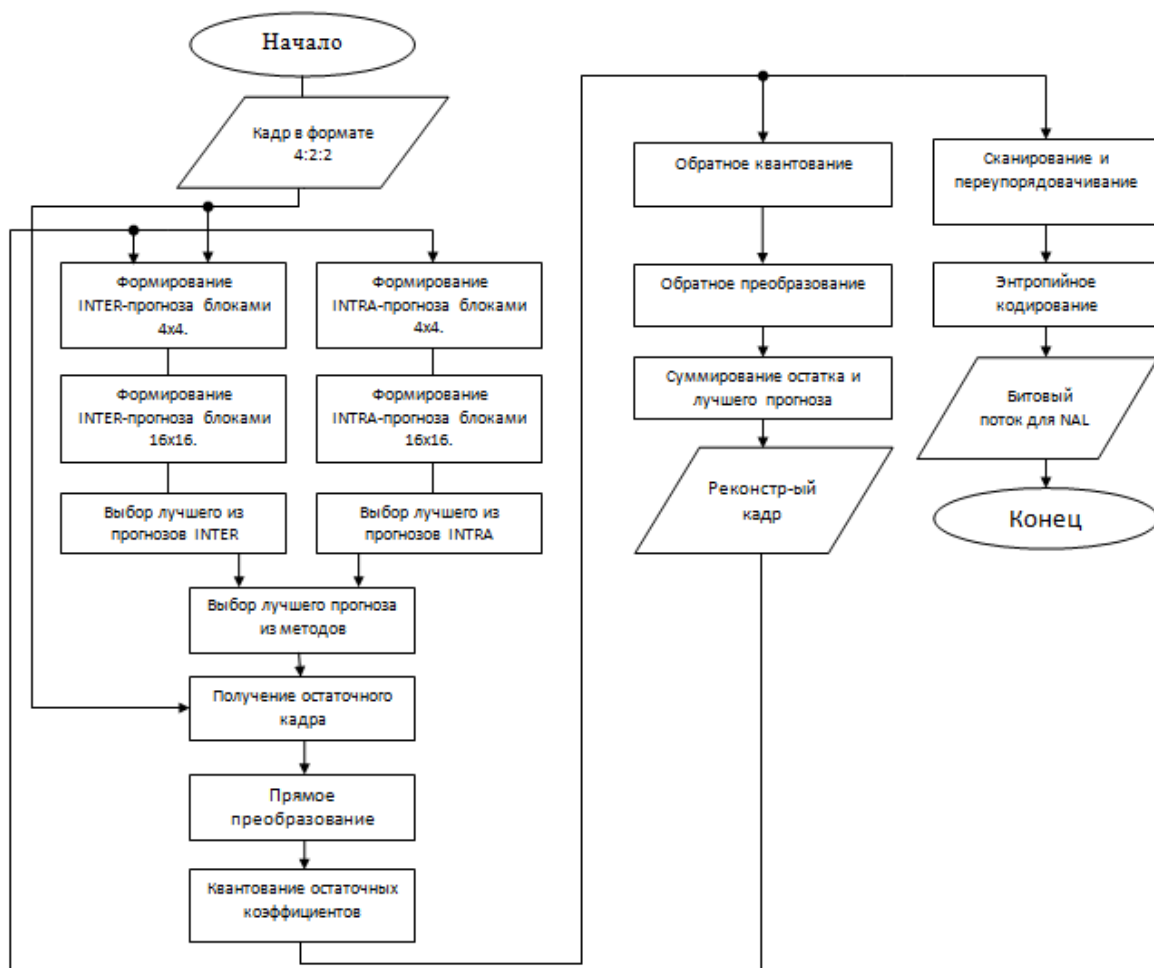 Начало
Кадр в формате
4:2:2
Формирование
INTER-прогноза блоками
4x4.
Формирование
INTRA-прогноза блоками
4x4.
Формирование
INTER-прогноза блоками
16x16.
Формирование
INTRA-прогноза блоками
16x16.
Выбор лучшего из
прогнозов INTER
Выбор лучшего из
прогнозов INTRA
Выбор лучшего прогноза
из методов
Получение остаточного
кадра
Прямое
преобразование
Квантование остаточных
коэффициентов
Обратное квантование
Обратное преобразование
Суммирование остатка и
лучшего прогноза
Реконстр-ый
кадр
Сканирование и
переупорядовачивание
Энтропийное
кодирование
Битовый
поток для NAL
Конец